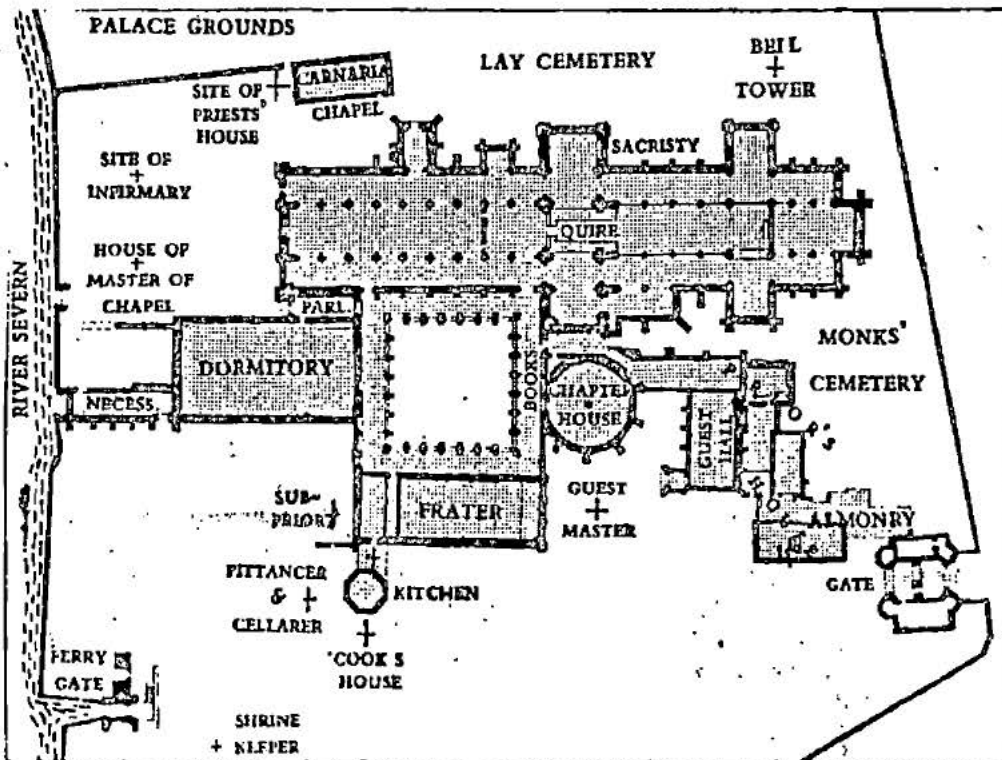 PALACE GROUNDS
LAY CEMETERY
BELL
+
TOWER
CARNARIA
CHAPEL
SITE OF
PRIESTS'
HOUSE
SACRISTY
SITE OF
+
INFIRMARY
QUIRE
HOUSE OF
+
MASTER OF
CHAPEL
PARL.
RIVER SEVERN
MONKS'
CEMETERY
DORMITORY
BOOKS
CHAPTER
HOUSE
NECESS.
GUEST
HALL
GUEST
+
MASTER
SUB-
PRIOR
FRATER
ALMONRY
GATE
PITTANCER
& +
CELLARER
KITCHEN
+
COOK'S
HOUSE
FERRY
GATE
SHRINE
+ KEEPER